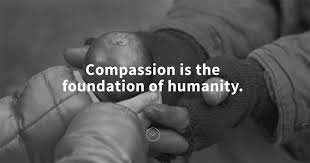 Compassion is the
foundation of humanity.